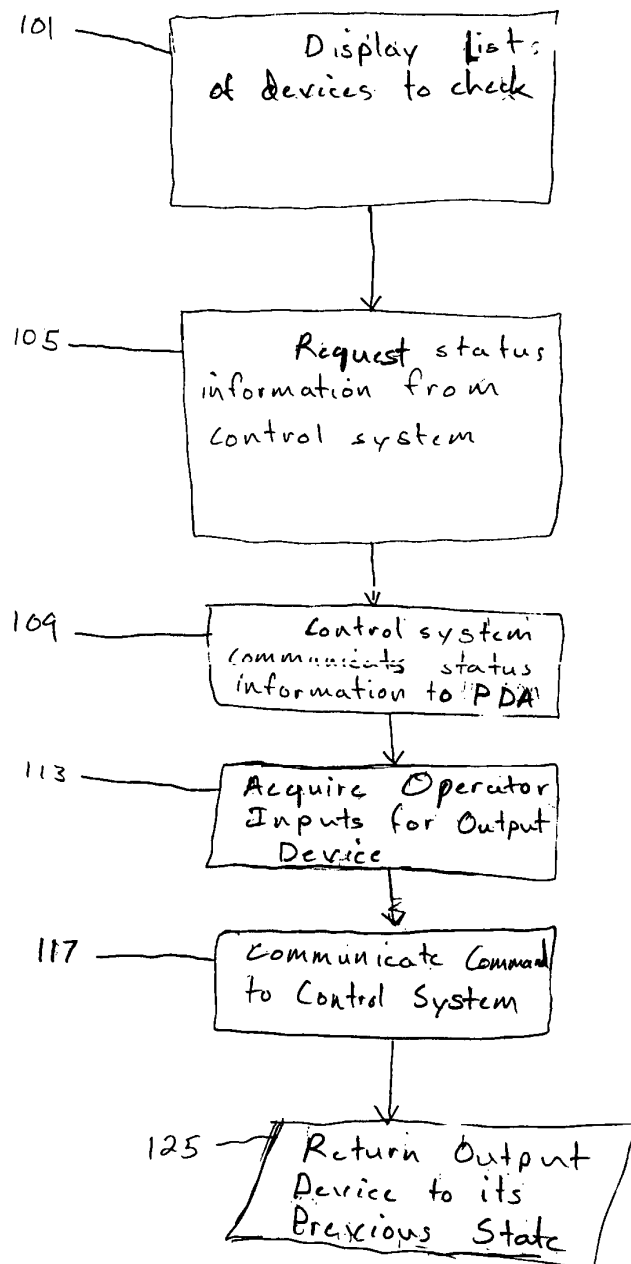 101
Display List
of devices to check
105
Request status
information from
control system
109
Control system
communicats status
information to PDA
113
Acquire Operator
Inputs for Output
Device
117
Communicate Command
to Control System
125
Return Output
Device to its
Previous State